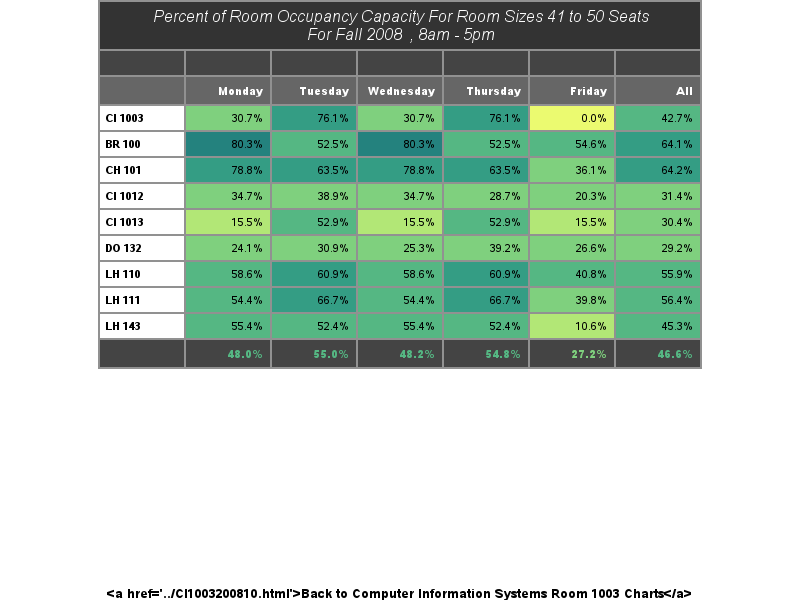 Percent of Room Occupancy Capacity For Room Sizes 41 to 50 Seats
For Fall 2008 , 8am - 5pm
Monday Tuesday Wednesday Thursday Friday All
CI 1003 30.7% 76.1% 30.7% 76.1% 0.0% 42.7%
BR 100 80.3% 52.5% 80.3% 52.5% 54.6% 64.1%
CH 101 78.8% 63.5% 78.8% 63.5% 36.1% 64.2%
CI 1012 34.7% 38.9% 34.7% 28.7% 20.3% 31.4%
CI 1013 15.5% 52.9% 15.5% 52.9% 15.5% 30.4%
DO 132 24.1% 30.9% 25.3% 39.2% 26.6% 29.2%
LH 110 58.6% 60.9% 58.6% 60.9% 40.8% 55.9%
LH 111 54.4% 66.7% 54.4% 66.7% 39.8% 56.4%
LH 143 55.4% 52.4% 55.4% 52.4% 10.6% 45.3%
48.0% 55.0% 48.2% 54.8% 27.2% 46.6%
<a href='../CI1003200810.html'>Back to Computer Information Systems Room 1003 Charts</a>